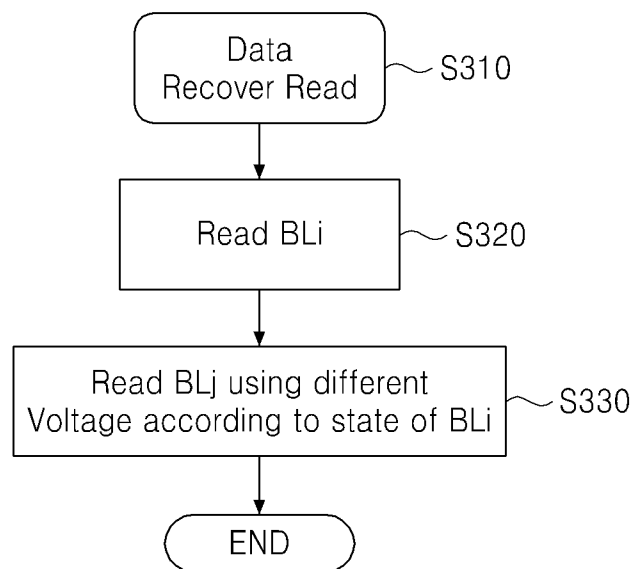 Data
Recover Read
S310
Read BLi
S320
Read BLj using different
Voltage according to state of BLi
S330
END